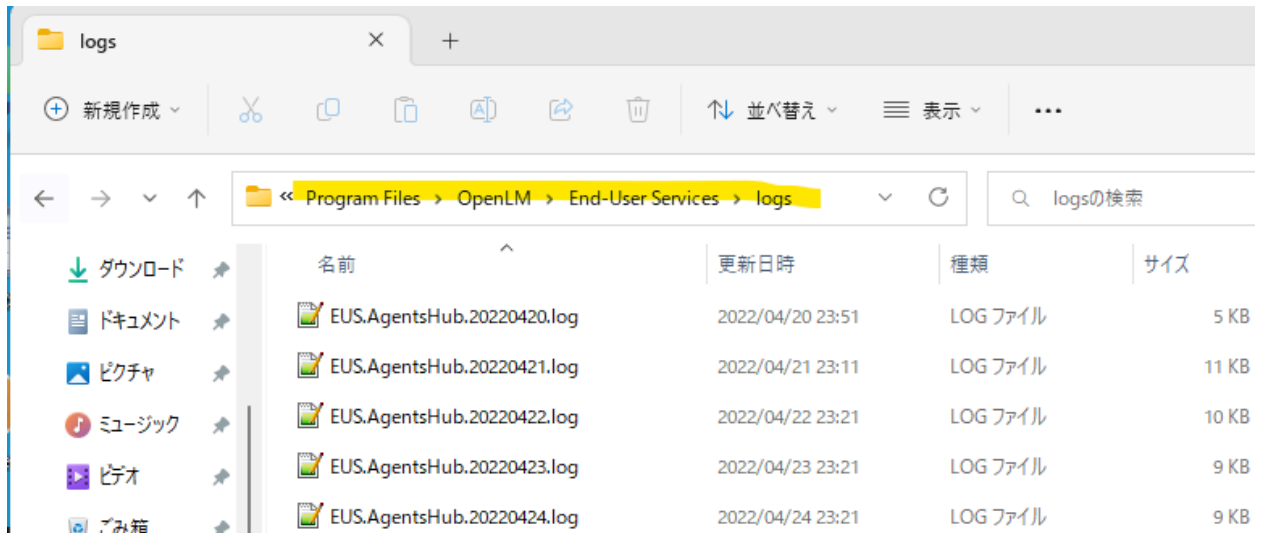 logs
新規作成
並べ替え
表示
Program Files > OpenLM > End-User Services > logs
logsの検索
名前 更新日時 種類 サイズ
ダウンロード
ドキュメント
ピクチャ
ミュージック
ビデオ
ごみ箱
EUS.AgentsHub.20220420.log 2022/04/20 23:51 LOG ファイル 5 KB
EUS.AgentsHub.20220421.log 2022/04/21 23:11 LOG ファイル 11 KB
EUS.AgentsHub.20220422.log 2022/04/22 23:21 LOG ファイル 10 KB
EUS.AgentsHub.20220423.log 2022/04/23 23:21 LOG ファイル 9 KB
EUS.AgentsHub.20220424.log 2022/04/24 23:21 LOG ファイル 9 KB